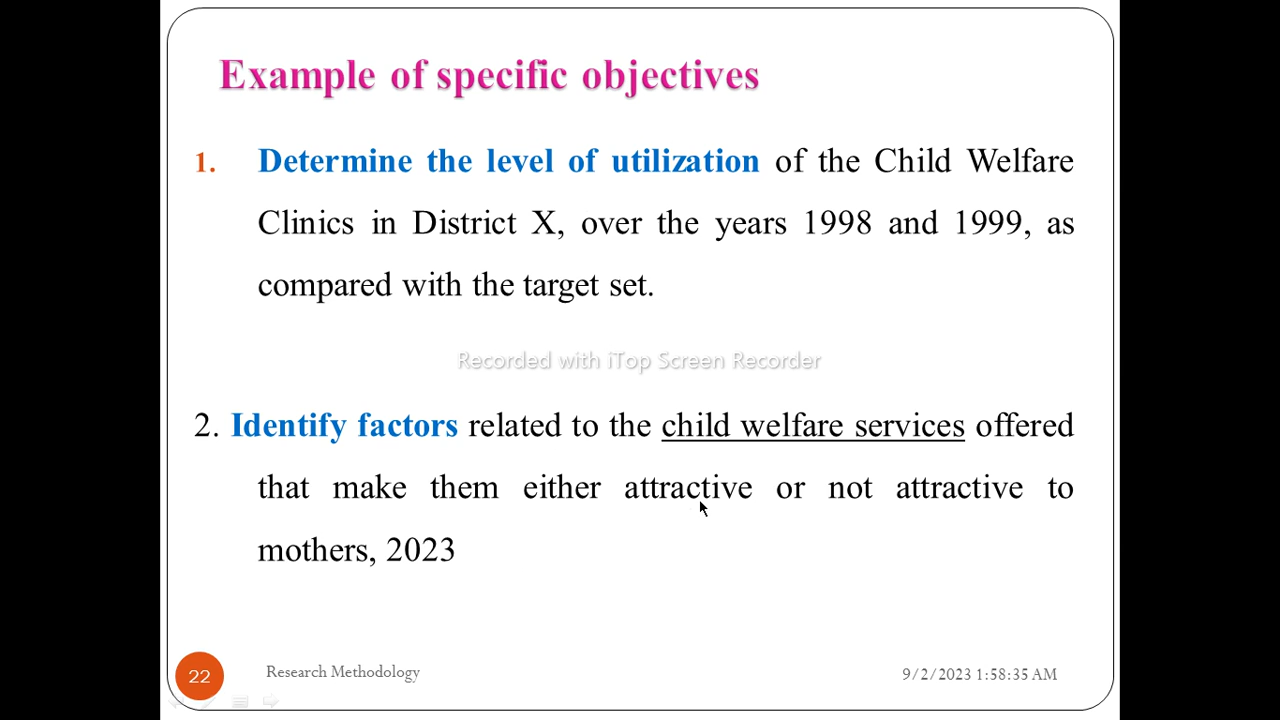 Example of specific objectives
1. Determine the level of utilization of the Child Welfare
Clinics in District X, over the years 1998 and 1999, as
compared with the target set.
Recorded with iTop Screen Recorder
2. Identify factors related to the child welfare services offered
that make them either attractive or not attractive to
mothers, 2023
22 Research Methodology 9/2/2023 1:58:35 AM